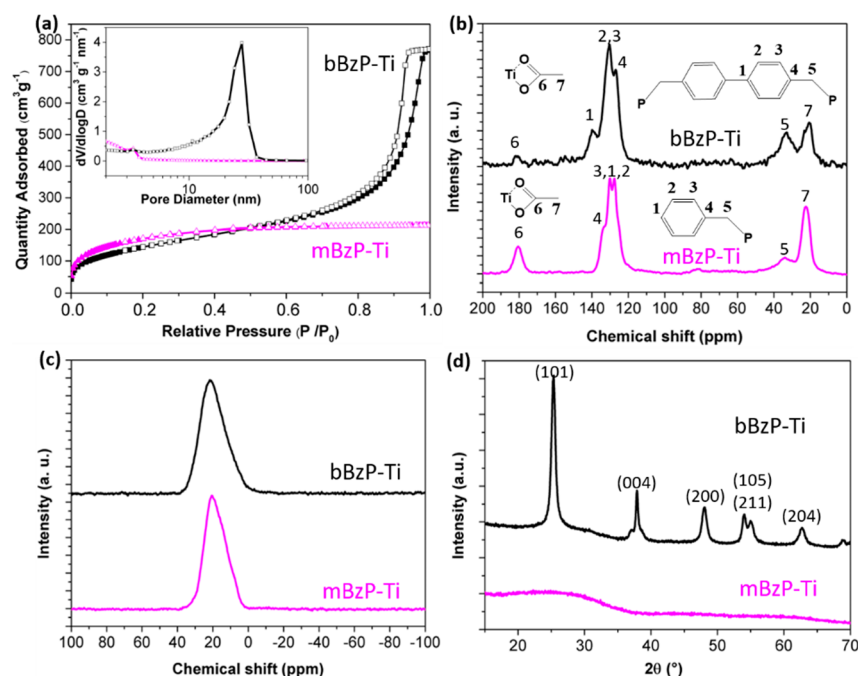 (a)
800
700
600
500
400
300
200
100
0
Quantity Adsorbed (cm³g⁻¹)
0.0 0.2 0.4 0.6 0.8 1.0
Relative Pressure (P /P₀)
bBzP-Ti
mBzP-Ti
dV/dlogD (cm³ g⁻¹ nm⁻¹)
4
3
2
1
0
10 100
Pore Diameter (nm)
(b)
Intensity (a. u.)
Ti O O 6 7
2,3
4
1
6
5
7
1 2 3 4 5 P P
bBzP-Ti
Ti O O 6 7
3,1,2
4
6
5
7
1 2 3 4 5 P
mBzP-Ti
200 180 160 140 120 100 80 60 40 20 0
Chemical shift (ppm)
(c)
Intensity (a. u.)
bBzP-Ti
mBzP-Ti
100 80 60 40 20 0 -20 -40 -60 -80 -100
Chemical shift (ppm)
(d)
Intensity (a.u.)
(101)
(004)
(200)
(105)
(211)
(204)
bBzP-Ti
mBzP-Ti
20 30 40 50 60 70
2θ (°)